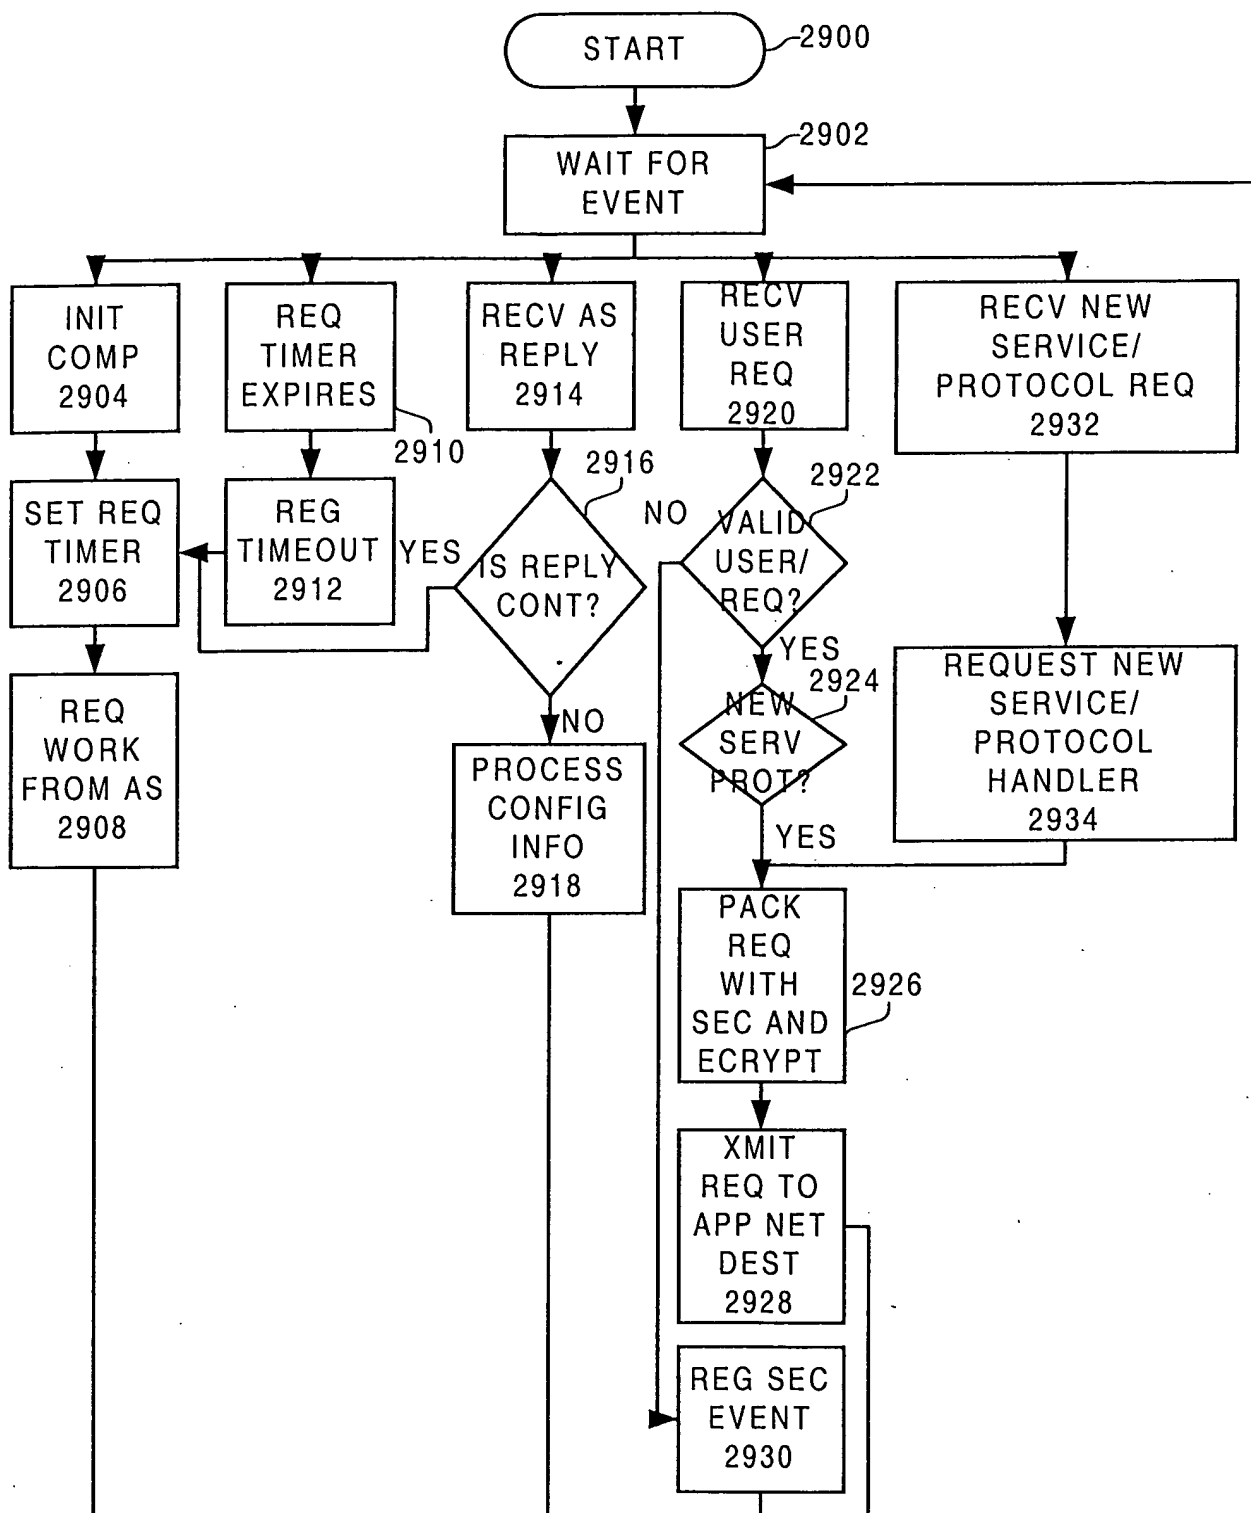 START
2900
WAIT FOR
EVENT
2902
INIT
COMP
2904
REQ
TIMER
EXPIRES
2910
RECV AS
REPLY
2914
RECV
USER
REQ
2920
RECV NEW
SERVICE/
PROTOCOL REQ
2932
SET REQ
TIMER
2906
REG
TIMEOUT
2912
YES
IS REPLY
CONT?
2916
NO
VALID
USER/
REQ?
2922
YES
2924
NEW
SERV
PROT?
YES
REQUEST NEW
SERVICE/
PROTOCOL
HANDLER
2934
REQ
WORK
FROM AS
2908
NO
PROCESS
CONFIG
INFO
2918
PACK
REQ
WITH
SEC AND
ECRYPT
2926
XMIT
REQ TO
APP NET
DEST
2928
REG SEC
EVENT
2930